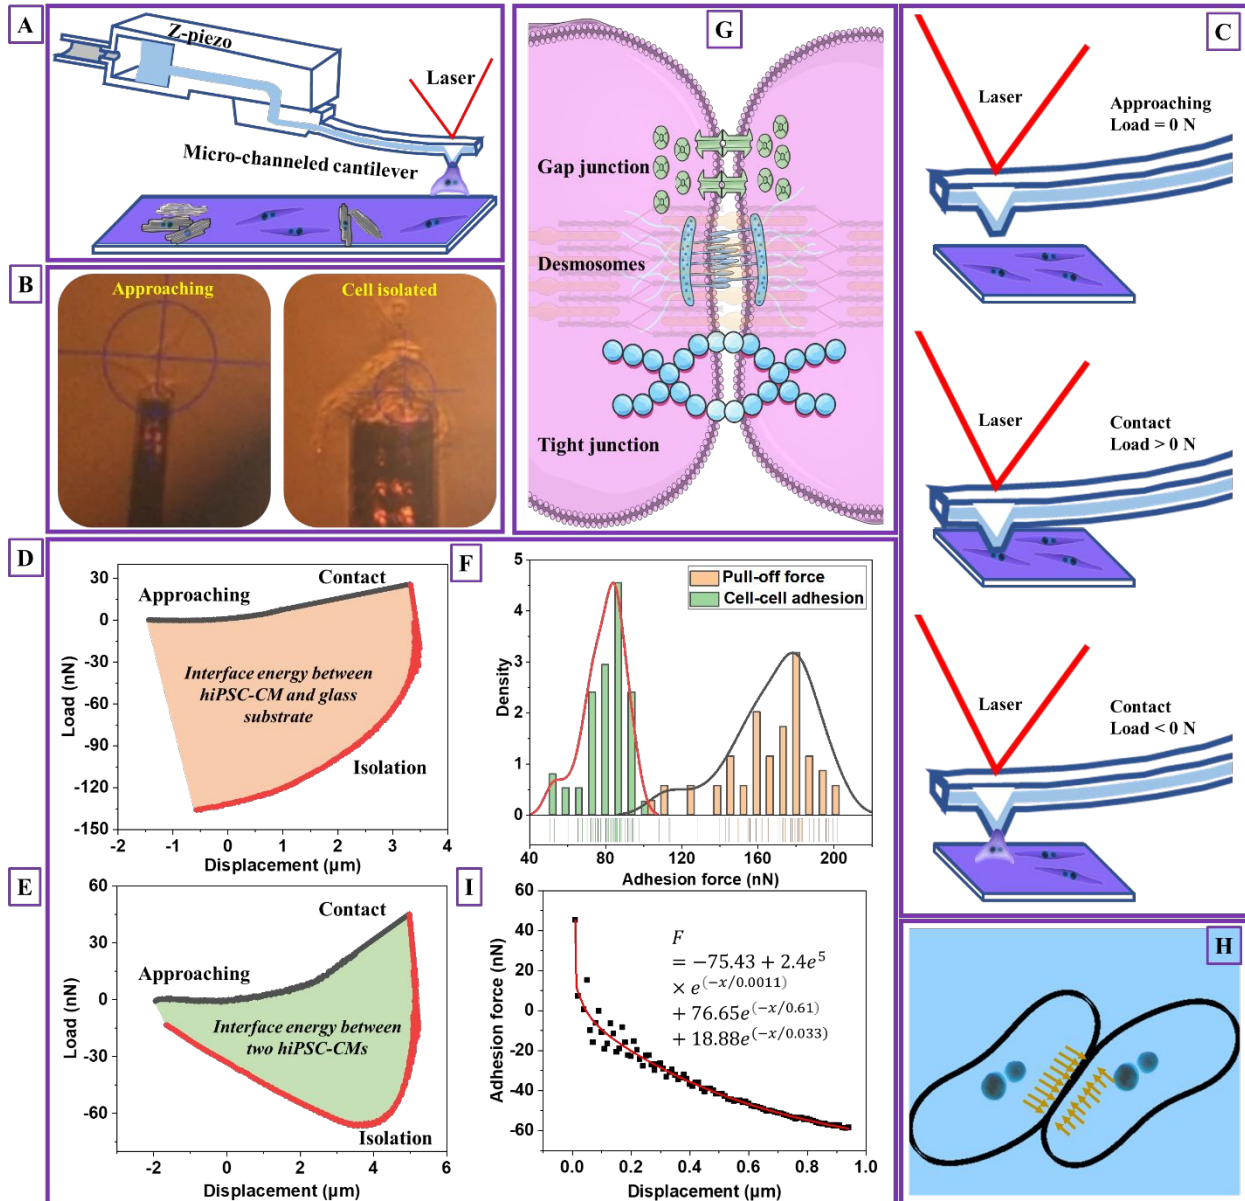 A
Z-piezo
Laser
Micro-channeled cantilever
B
Approaching
Cell isolated
G
Gap junction
Desmosomes
Tight junction
C
Laser
Approaching
Load = 0 N
Laser
Contact
Load > 0 N
Laser
Contact
Load < 0 N
D
30
0
-30
-60
-90
-120
-150
Load (nN)
Approaching
Contact
Interface energy between
hiPSC-CM and glass
substrate
Isolation
-2
-1
0
1
2
3
4
Displacement (μm)
F
5
4
3
2
1
0
Density
Pull-off force
Cell-cell adhesion
40
80
120
160
200
Adhesion force (nN)
E
60
30
0
-30
-60
Load (nN)
Contact
Approaching
Interface energy between
two hiPSC-CMs
Isolation
-2
0
2
4
6
Displacement (μm)
I
60
40
20
0
-20
-40
-60
Adhesion force (nN)
F
= −75.43 + 2.4e⁵
× e^(−x/0.0011)
+ 76.65e^(−x/0.61)
+ 18.88e^(−x/0.033)
0.0
0.2
0.4
0.6
0.8
1.0
Displacement (μm)
H